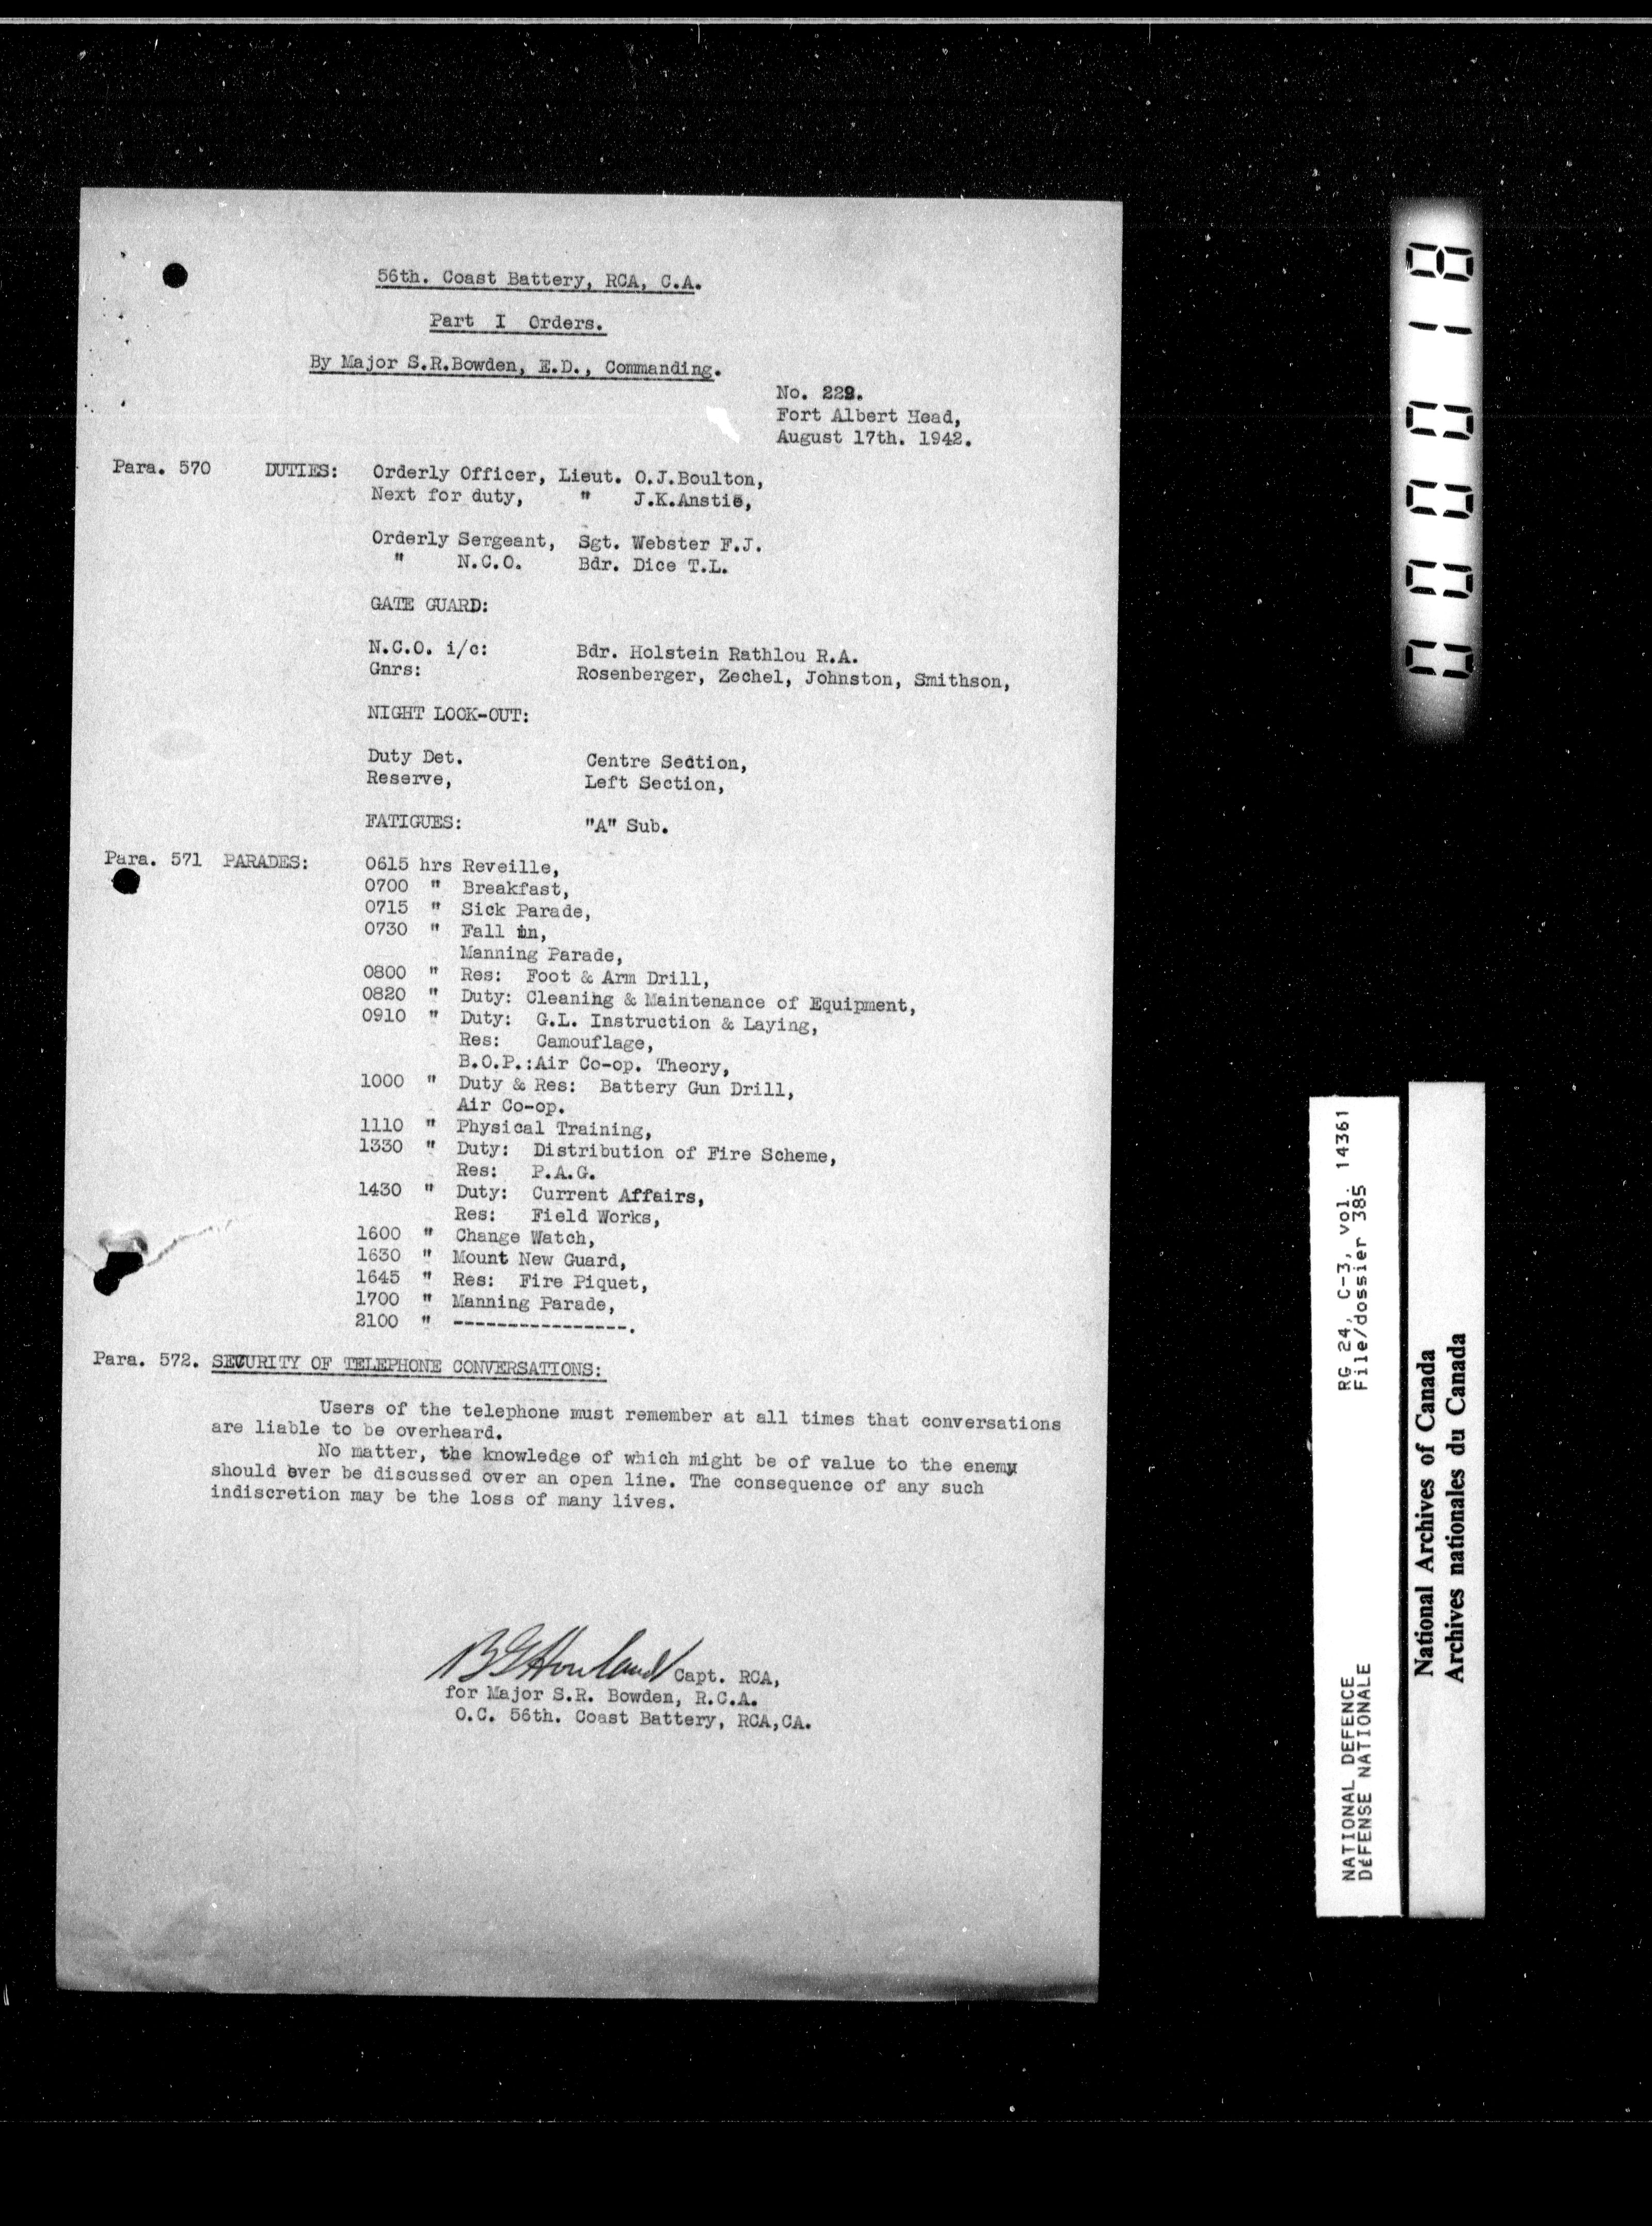 56th. Coast Battery, RCA, C.A.
Part I Orders.
By Major S.R.Bowden, E.D., Commanding.
No. 229.
Fort Albert Head,
August 17th. 1942.
Para. 570 DUTIES: Orderly Officer, Lieut. O.J.Boulton,
Next for duty, " J.K.Anstie,
Orderly Sergeant, Sgt. Webster F.J.
" N.C.O. Bdr. Dice T.L.
GATE GUARD:
N.C.O. i/c: Bdr. Holstein Rathlou R.A.
Gnrs: Rosenberger, Zechel, Johnston, Smithson,
NIGHT LOOK-OUT:
Duty Det. Centre Section,
Reserve, Left Section,
FATIGUES: "A" Sub.
Para. 571 PARADES: 0615 hrs Reveille,
0700 " Breakfast,
0715 " Sick Parade,
0730 " Fall in,
Manning Parade,
0800 " Res: Foot & Arm Drill,
0820 " Duty: Cleaning & Maintenance of Equipment,
0910 " Duty: G.L. Instruction & Laying,
Res: Camouflage,
B.O.P.:Air Co-op. Theory,
1000 " Duty & Res: Battery Gun Drill,
Air Co-op.
1110 " Physical Training,
1330 " Duty: Distribution of Fire Scheme,
Res: P.A.G.
1430 " Duty: Current Affairs,
Res: Field Works,
1600 " Change Watch,
1630 " Mount New Guard,
1645 " Res: Fire Piquet,
1700 " Manning Parade,
2100 " ----------------.
Para. 572. SECURITY OF TELEPHONE CONVERSATIONS:
Users of the telephone must remember at all times that conversations
are liable to be overheard.
No matter, the knowledge of which might be of value to the enemy
should ever be discussed over an open line. The consequence of any such
indiscretion may be the loss of many lives.
Capt. RCA,
for Major S.R. Bowden, R.C.A.
O.C. 56th. Coast Battery, RCA,CA.
000018
RG 24, C-3, vol. 14361
File/dossier 385
NATIONAL DEFENCE
DÉFENSE NATIONALE
National Archives of Canada
Archives nationales du Canada